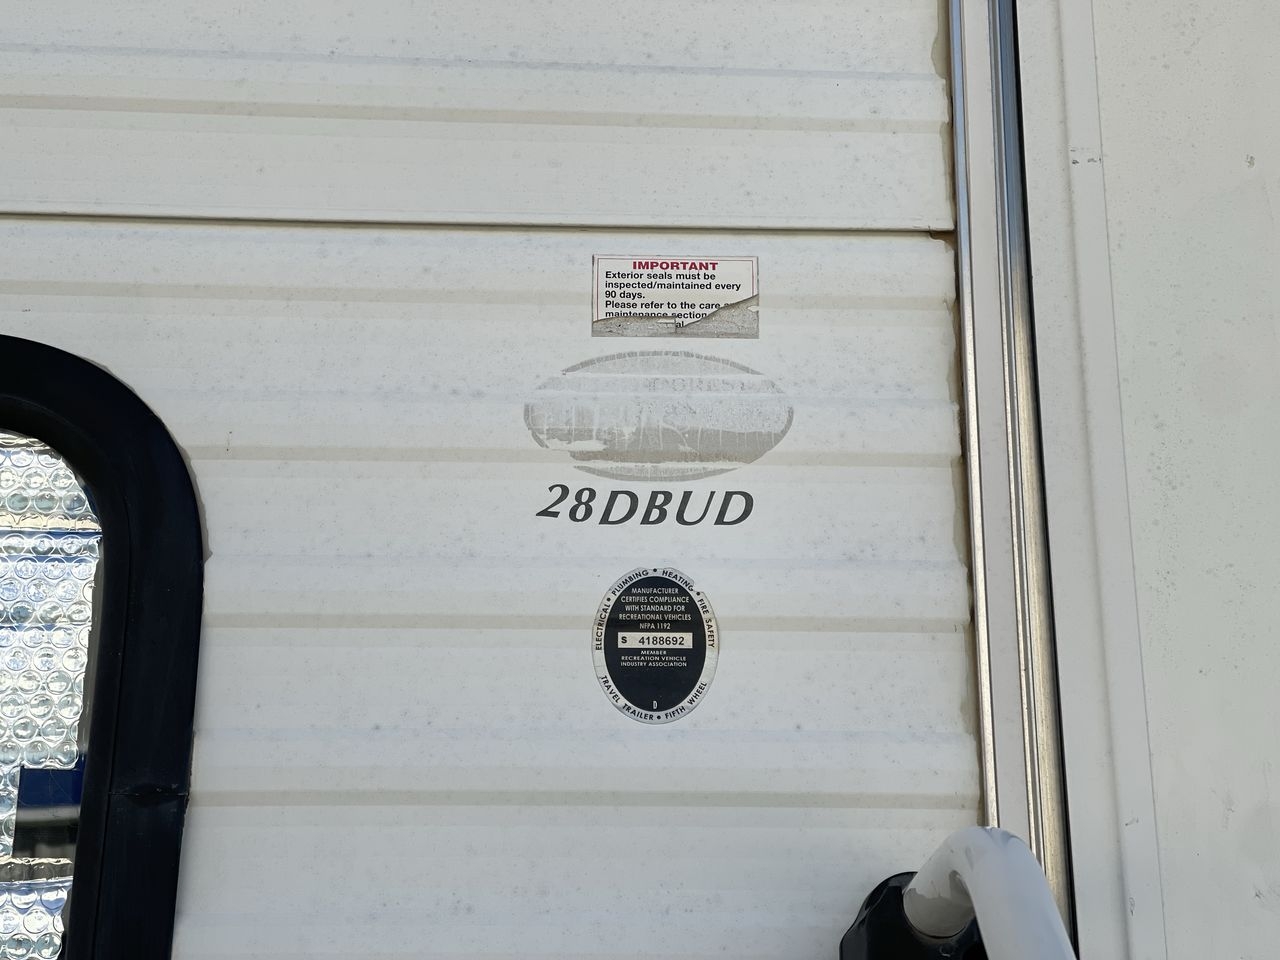 IMPORTANT
Exterior seals must be
inspected/maintained every
90 days.
Please refer to the care
maintenance section
28DBUD
ELECTRICAL • PLUMBING • HEATING • FIRE SAFETY
MANUFACTURER
CERTIFIES COMPLIANCE
WITH STANDARD FOR
RECREATIONAL VEHICLES
NFPA 1192
S 4188692
MEMBER
RECREATION VEHICLE
INDUSTRY ASSOCIATION
D
TRAVEL TRAILER • FIFTH WHEEL